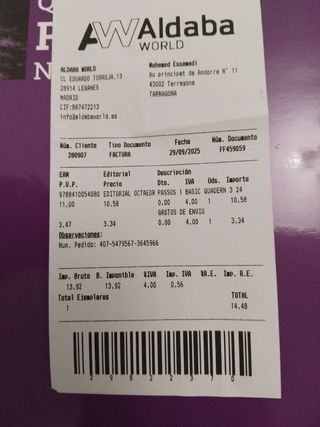 Q
P
N
AWAldaba
WORLD
ALDABA WORLD
CL EDUARDO TORROJA,13
28914 LEGANES
MADRID
CIF:B87472213
info@aldabaworld.es
Mohamed Essamadi
Av principat de Andorra N° 11
43002 Tarragona
TARRAGONA
Núm. Cliente Tipo Documento Fecha Núm. Documento
280907 FACTURA 29/09/2025 FF459059
EAN Editorial Descripción
P.V.P. Precio Dto. IVA Uds. Importe
9788410054080 EDITORIAL OCTAEDR PASSOS 1 BASIC QUADERN 3 24
11.00 10.58 0.00 4.00 1 10.58
GASTOS DE ENVIO
3.47 3.34 0.00 4.00 1 3.34
Observaciones:
Num. Pedido: 407-5479567-3645966
Imp. Bruto B. Imponible %IVA Imp. IVA %R.E. Imp. R.E.
13.92 13.92 4.00 0.56
Total Ejemplares TOTAL
1 14.48
29822370